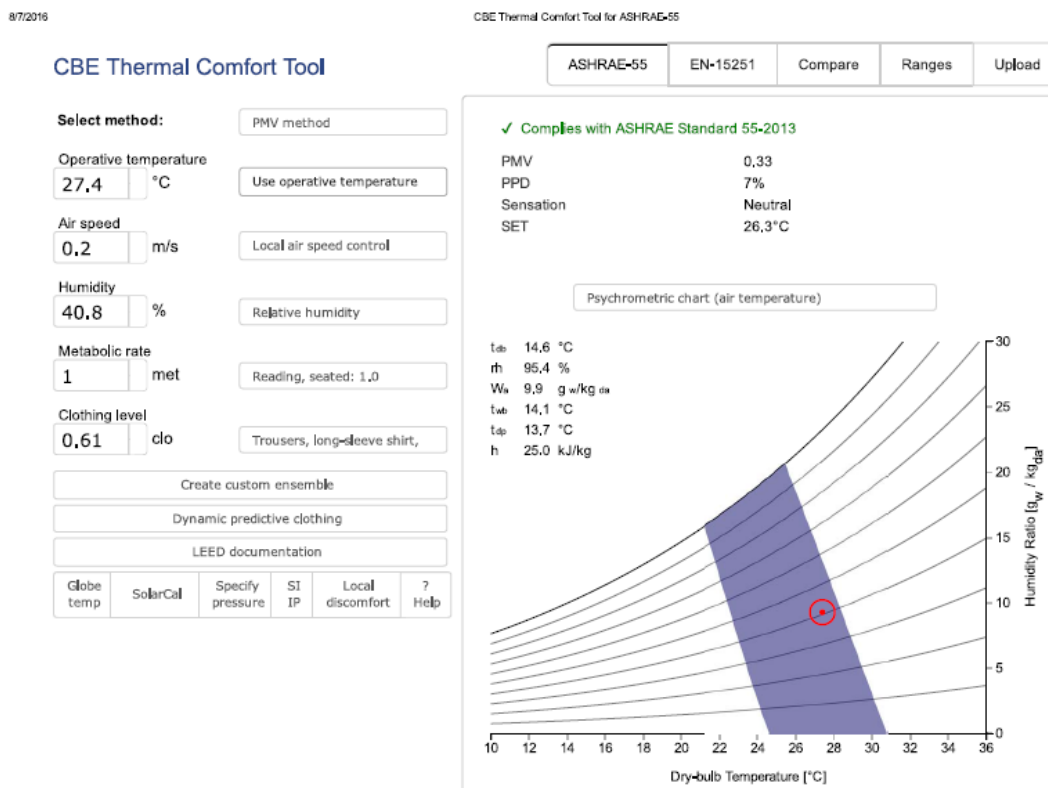 8/7/2016
CBE Thermal Comfort Tool for ASHRAE-55
CBE Thermal Comfort Tool
ASHRAE-55
EN-15251
Compare
Ranges
Upload
Select method:
PMV method
Operative temperature
27.4
°C
Use operative temperature
Air speed
0.2
m/s
Local air speed control
Humidity
40.8
%
Relative humidity
Metabolic rate
1
met
Reading, seated: 1.0
Clothing level
0.61
clo
Trousers, long-sleeve shirt,
Create custom ensemble
Dynamic predictive clothing
LEED documentation
Globe
temp
SolarCal
Specify
pressure
SI
IP
Local
discomfort
?
Help
✓ Complies with ASHRAE Standard 55-2013
PMV 0,33
PPD 7%
Sensation Neutral
SET 26,3°C
Psychrometric chart (air temperature)
tdb 14,6 °C
rh 95,4 %
Wa 9,9 g w/kg da
twb 14,1 °C
tdp 13,7 °C
h 25.0 kJ/kg
30
25
20
15
10
5
0
Humidity Ratio [gw / kgda]
10 12 14 16 18 20 22 24 26 28 30 32 34 36
Dry-bulb Temperature [°C]